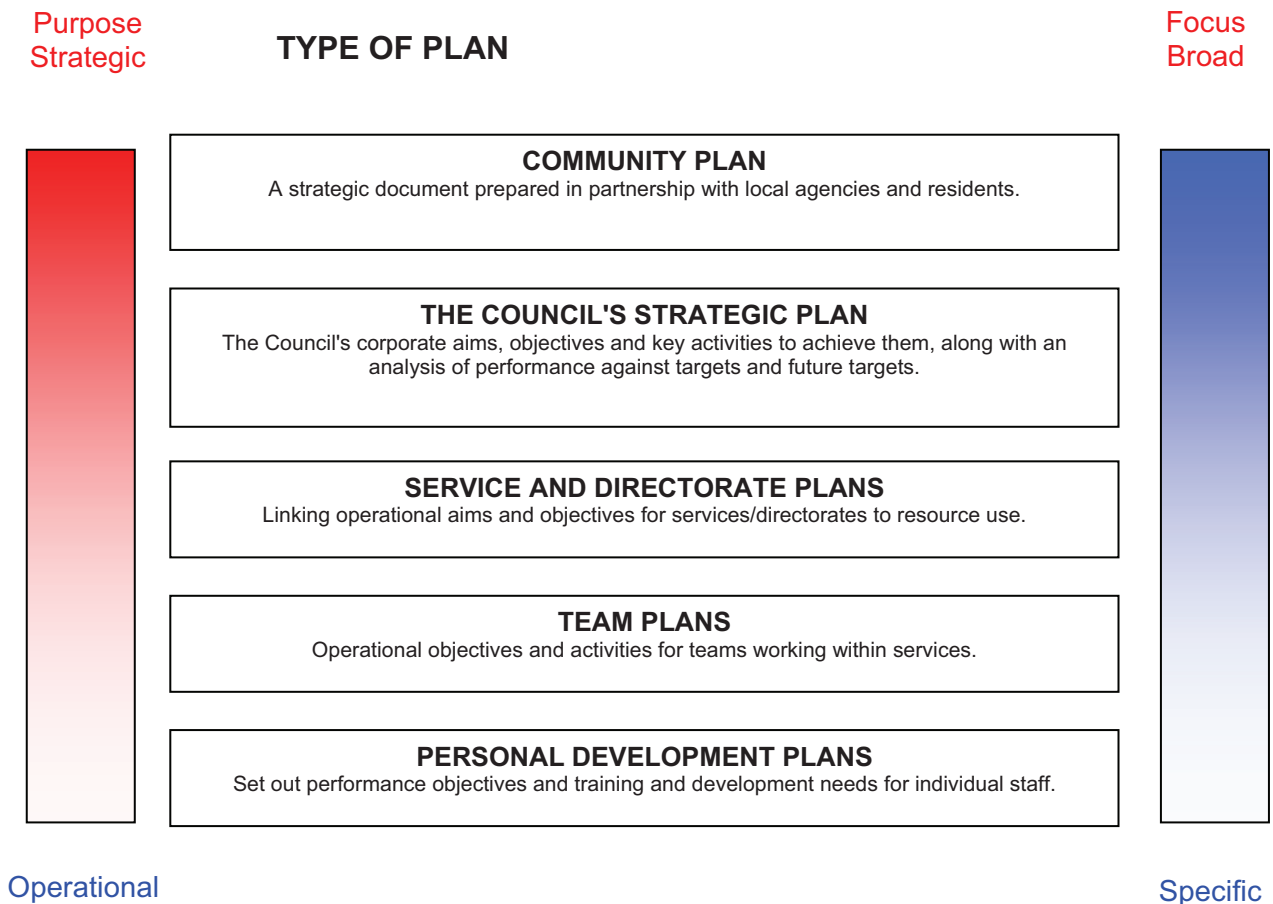 Purpose
Strategic
TYPE OF PLAN
Focus
Broad
COMMUNITY PLAN
A strategic document prepared in partnership with local agencies and residents.
THE COUNCIL'S STRATEGIC PLAN
The Council's corporate aims, objectives and key activities to achieve them, along with an
analysis of performance against targets and future targets.
SERVICE AND DIRECTORATE PLANS
Linking operational aims and objectives for services/directorates to resource use.
TEAM PLANS
Operational objectives and activities for teams working within services.
PERSONAL DEVELOPMENT PLANS
Set out performance objectives and training and development needs for individual staff.
Operational
Specific